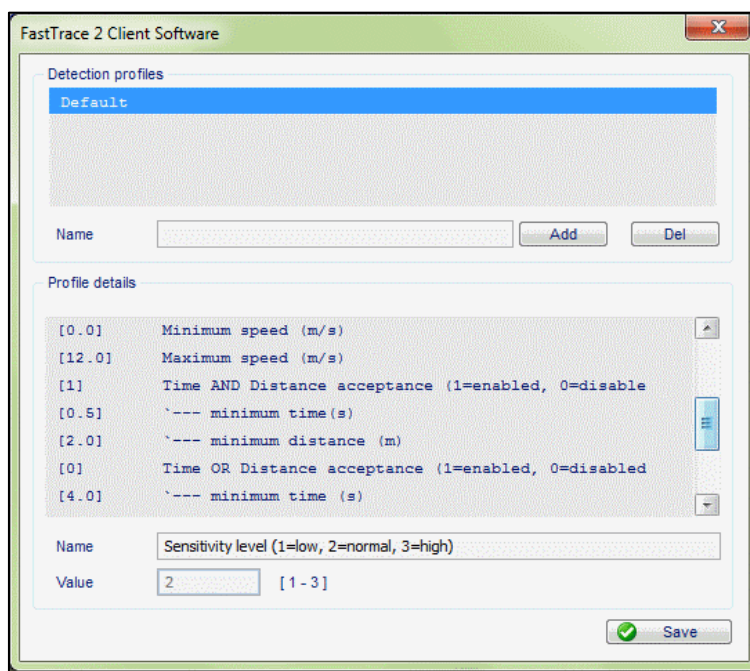 FastTrace 2 Client Software
Detection profiles
Default
Name Add Del
Profile details
[0.0] Minimum speed (m/s)
[12.0] Maximum speed (m/s)
[1] Time AND Distance acceptance (1=enabled, 0=disable
[0.5] `--- minimum time(s)
[2.0] `--- minimum distance (m)
[0] Time OR Distance acceptance (1=enabled, 0=disabled
[4.0] `--- minimum time (s)
Name Sensitivity level (1=low, 2=normal, 3=high)
Value 2 [1 - 3]
Save